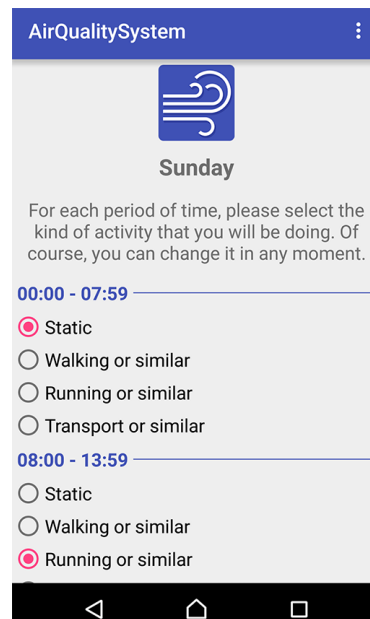 AirQualitySystem
Sunday
For each period of time, please select the
kind of activity that you will be doing. Of
course, you can change it in any moment.
00:00 - 07:59
Static
Walking or similar
Running or similar
Transport or similar
08:00 - 13:59
Static
Walking or similar
Running or similar